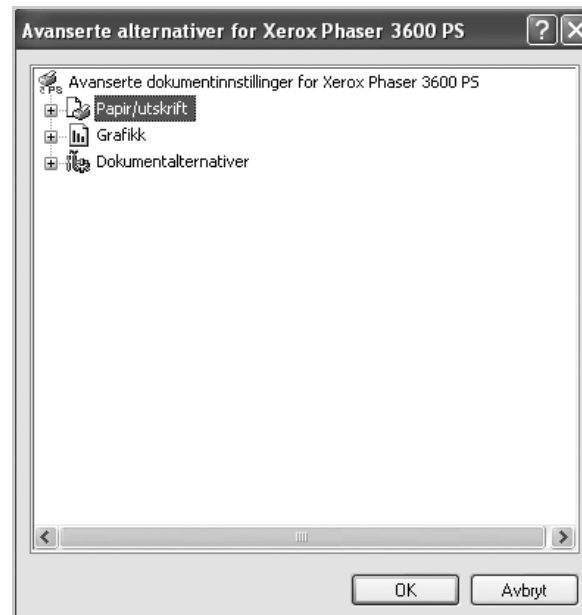 Avanserte alternativer for Xerox Phaser 3600 PS
Avanserte dokumentinnstillinger for Xerox Phaser 3600 PS
Papir/utskrift
Grafikk
Dokumentalternativer
OK
Avbryt